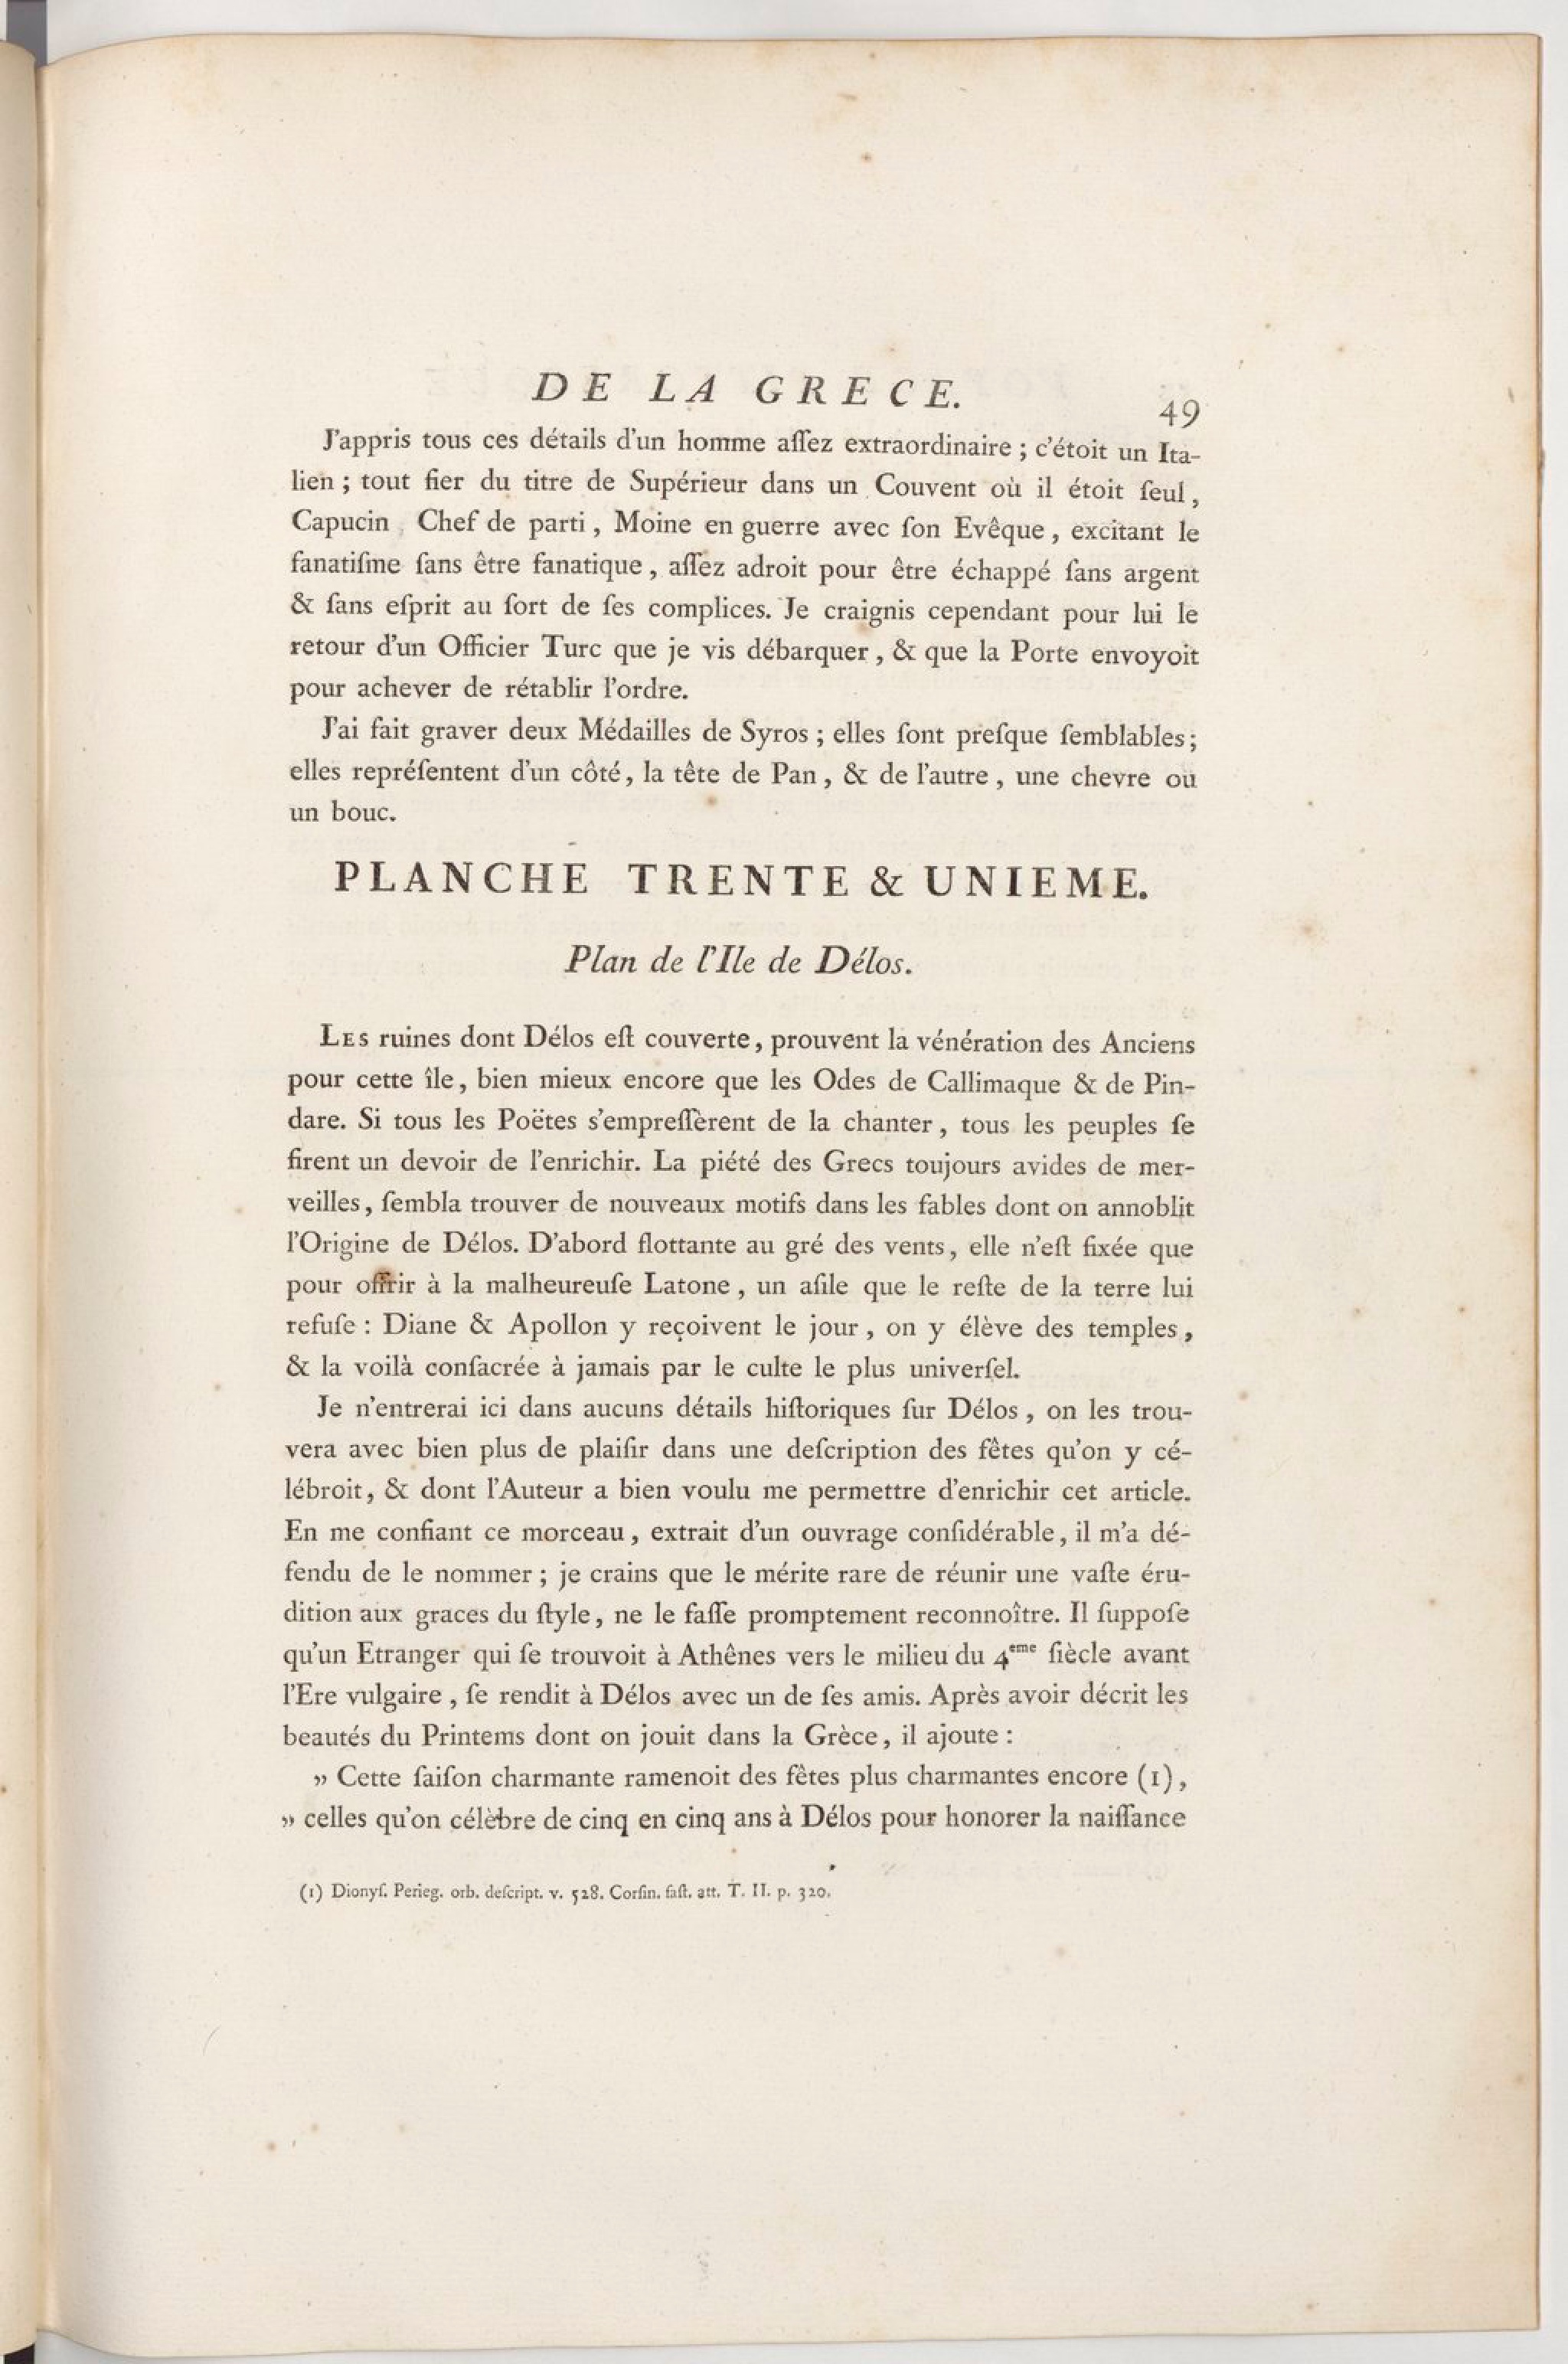 DE LA GRECE.
49
J'appris tous ces détails d'un homme aſſez extraordinaire ; c'étoit un Ita-
lien ; tout fier du titre de Supérieur dans un Couvent où il étoit ſeul,
Capucin, Chef de parti, Moine en guerre avec ſon Evêque, excitant le
fanatiſme ſans être fanatique, aſſez adroit pour être échappé ſans argent
& ſans eſprit au ſort de ſes complices. Je craignis cependant pour lui le
retour d'un Officier Turc que je vis débarquer, & que la Porte envoyoit
pour achever de rétablir l'ordre.
J'ai fait graver deux Médailles de Syros ; elles ſont preſque ſemblables ;
elles repréſentent d'un côté, la tête de Pan, & de l'autre, une chevre ou
un bouc.
PLANCHE TRENTE & UNIEME.
Plan de l'Ile de Délos.
LES ruines dont Délos eſt couverte, prouvent la vénération des Anciens
pour cette île, bien mieux encore que les Odes de Callimaque & de Pin-
dare. Si tous les Poëtes s'empreſſèrent de la chanter, tous les peuples ſe
firent un devoir de l'enrichir. La piété des Grecs toujours avides de mer-
veilles, ſembla trouver de nouveaux motifs dans les fables dont on annoblit
l'Origine de Délos. D'abord flottante au gré des vents, elle n'eſt fixée que
pour offrir à la malheureuſe Latone, un aſile que le reſte de la terre lui
refuſe : Diane & Apollon y reçoivent le jour, on y élève des temples,
& la voilà conſacrée à jamais par le culte le plus univerſel.
Je n'entrerai ici dans aucuns détails hiſtoriques ſur Délos, on les trou-
vera avec bien plus de plaiſir dans une deſcription des fêtes qu'on y cé-
lébroit, & dont l'Auteur a bien voulu me permettre d'enrichir cet article.
En me confiant ce morceau, extrait d'un ouvrage conſidérable, il m'a dé-
fendu de le nommer ; je crains que le mérite rare de réunir une vaſte éru-
dition aux graces du ſtyle, ne le faſſe promptement reconnoître. Il ſuppoſe
qu'un Etranger qui ſe trouvoit à Athênes vers le milieu du 4eme ſiècle avant
l'Ere vulgaire, ſe rendit à Délos avec un de ſes amis. Après avoir décrit les
beautés du Printems dont on jouit dans la Grèce, il ajoute :
» Cette ſaiſon charmante ramenoit des fêtes plus charmantes encore (1),
» celles qu'on célèbre de cinq en cinq ans à Délos pour honorer la naiſſance
(1) Dionyſ. Perieg. orb. deſcript. v. 528. Corſin. faſt. att. T. II. p. 320.